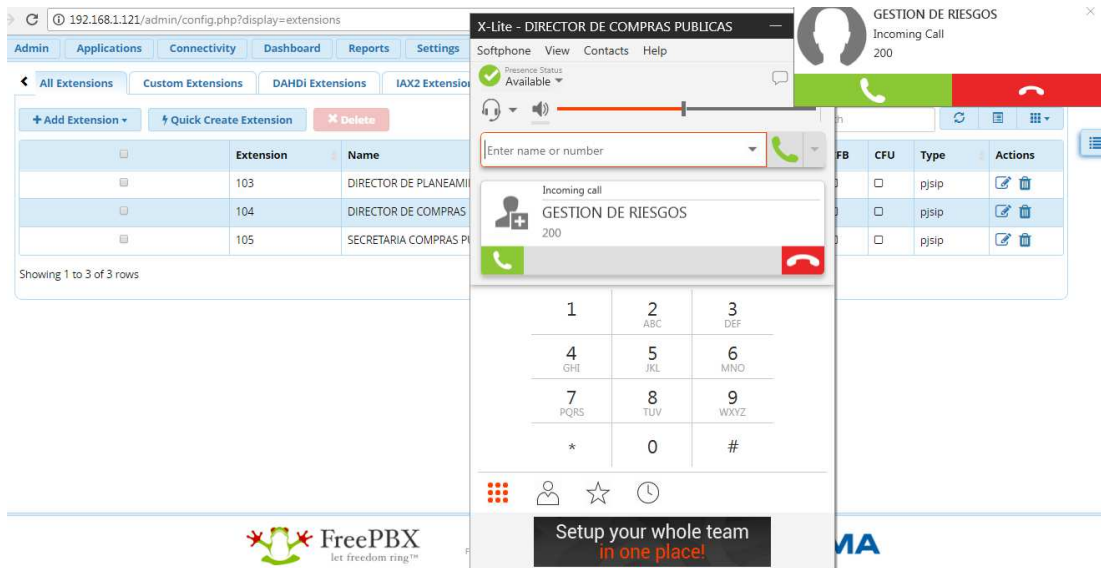 192.168.1.121/admin/config.php?display=extensions
Admin Applications Connectivity Dashboard Reports Settings
All Extensions Custom Extensions DAHDi Extensions IAX2 Extension
+ Add Extension Quick Create Extension Delete
Extension Name FB CFU Type Actions
103 DIRECTOR DE PLANEAMI pjsip
104 DIRECTOR DE COMPRAS pjsip
105 SECRETARIA COMPRAS PU pjsip
Showing 1 to 3 of 3 rows
X-Lite - DIRECTOR DE COMPRAS PUBLICAS
Softphone View Contacts Help
Presence Status
Available
Enter name or number
Incoming call
GESTION DE RIESGOS
200
1 2 3
ABC DEF
4 5 6
GHI JKL MNO
7 8 9
PQRS TUV WXYZ
* 0 #
Setup your whole team
in one place!
GESTION DE RIESGOS
Incoming Call
200
FreePBX
let freedom ring™
MA